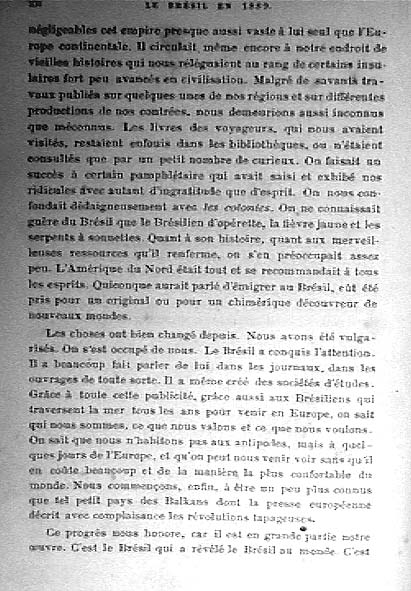 XII LE BRÉSIL EN 1889.
négligeables cet empire presque aussi vaste à lui seul que l'Eu-
rope continentale. Il circulait même encore à notre endroit de
vieilles histoires qui nous reléguaient au rang de certains insu-
laires fort peu avancés en civilisation. Malgré de savants tra-
vaux publiés sur quelques-unes de nos régions et sur différentes
productions de nos contrées, nous demeurions aussi inconnus
que méconnus. Les livres des voyageurs, qui nous avaient
visités, restaient enfouis dans les bibliothèques, ou n'étaient
consultés que par un petit nombre de curieux. On faisait un
succès à certain pamphlétaire qui avait saisi et exhibé nos
ridicules avec autant d'ingratitude que d'esprit. On nous con-
fondait dédaigneusement avec les colonies. On ne connaissait
guère du Brésil que le Brésilien d'opérette, la fièvre jaune et les
serpents à sonnettes. Quant à son histoire, quant aux merveil-
leuses ressources qu'il renferme, on s'en préoccupait assez
peu. L'Amérique du Nord était tout et se recommandait à tous
les esprits. Quiconque aurait parlé d'émigrer au Brésil, eût été
pris pour un original ou pour un chimérique découvreur de
nouveaux mondes.
Les choses ont bien changé depuis. Nous avons été vulga-
risés. On s'est occupé de nous. Le Brésil a conquis l'attention.
Il a beaucoup fait parler de lui dans les journaux, dans les
ouvrages de toute sorte. Il a même créé des sociétés d'études.
Grâce à toute cette publicité, grâce aussi aux Brésiliens qui
traversent la mer tous les ans pour venir en Europe, on sait
qui nous sommes, ce que nous valons et ce que nous voulons.
On sait que nous n'habitons pas aux antipodes, mais à quel-
ques jours de l'Europe, et qu'on peut nous venir voir sans qu'il
en coûte beaucoup et de la manière la plus confortable du
monde. Nous commençons, enfin, à être un peu plus connus
que tel petit pays des Balkans dont la presse européenne
décrit avec complaisance les révolutions tapageuses.
Ce progrès nous honore, car il est en grande partie notre
œuvre. C'est le Brésil qui a révélé le Brésil au monde. C'est